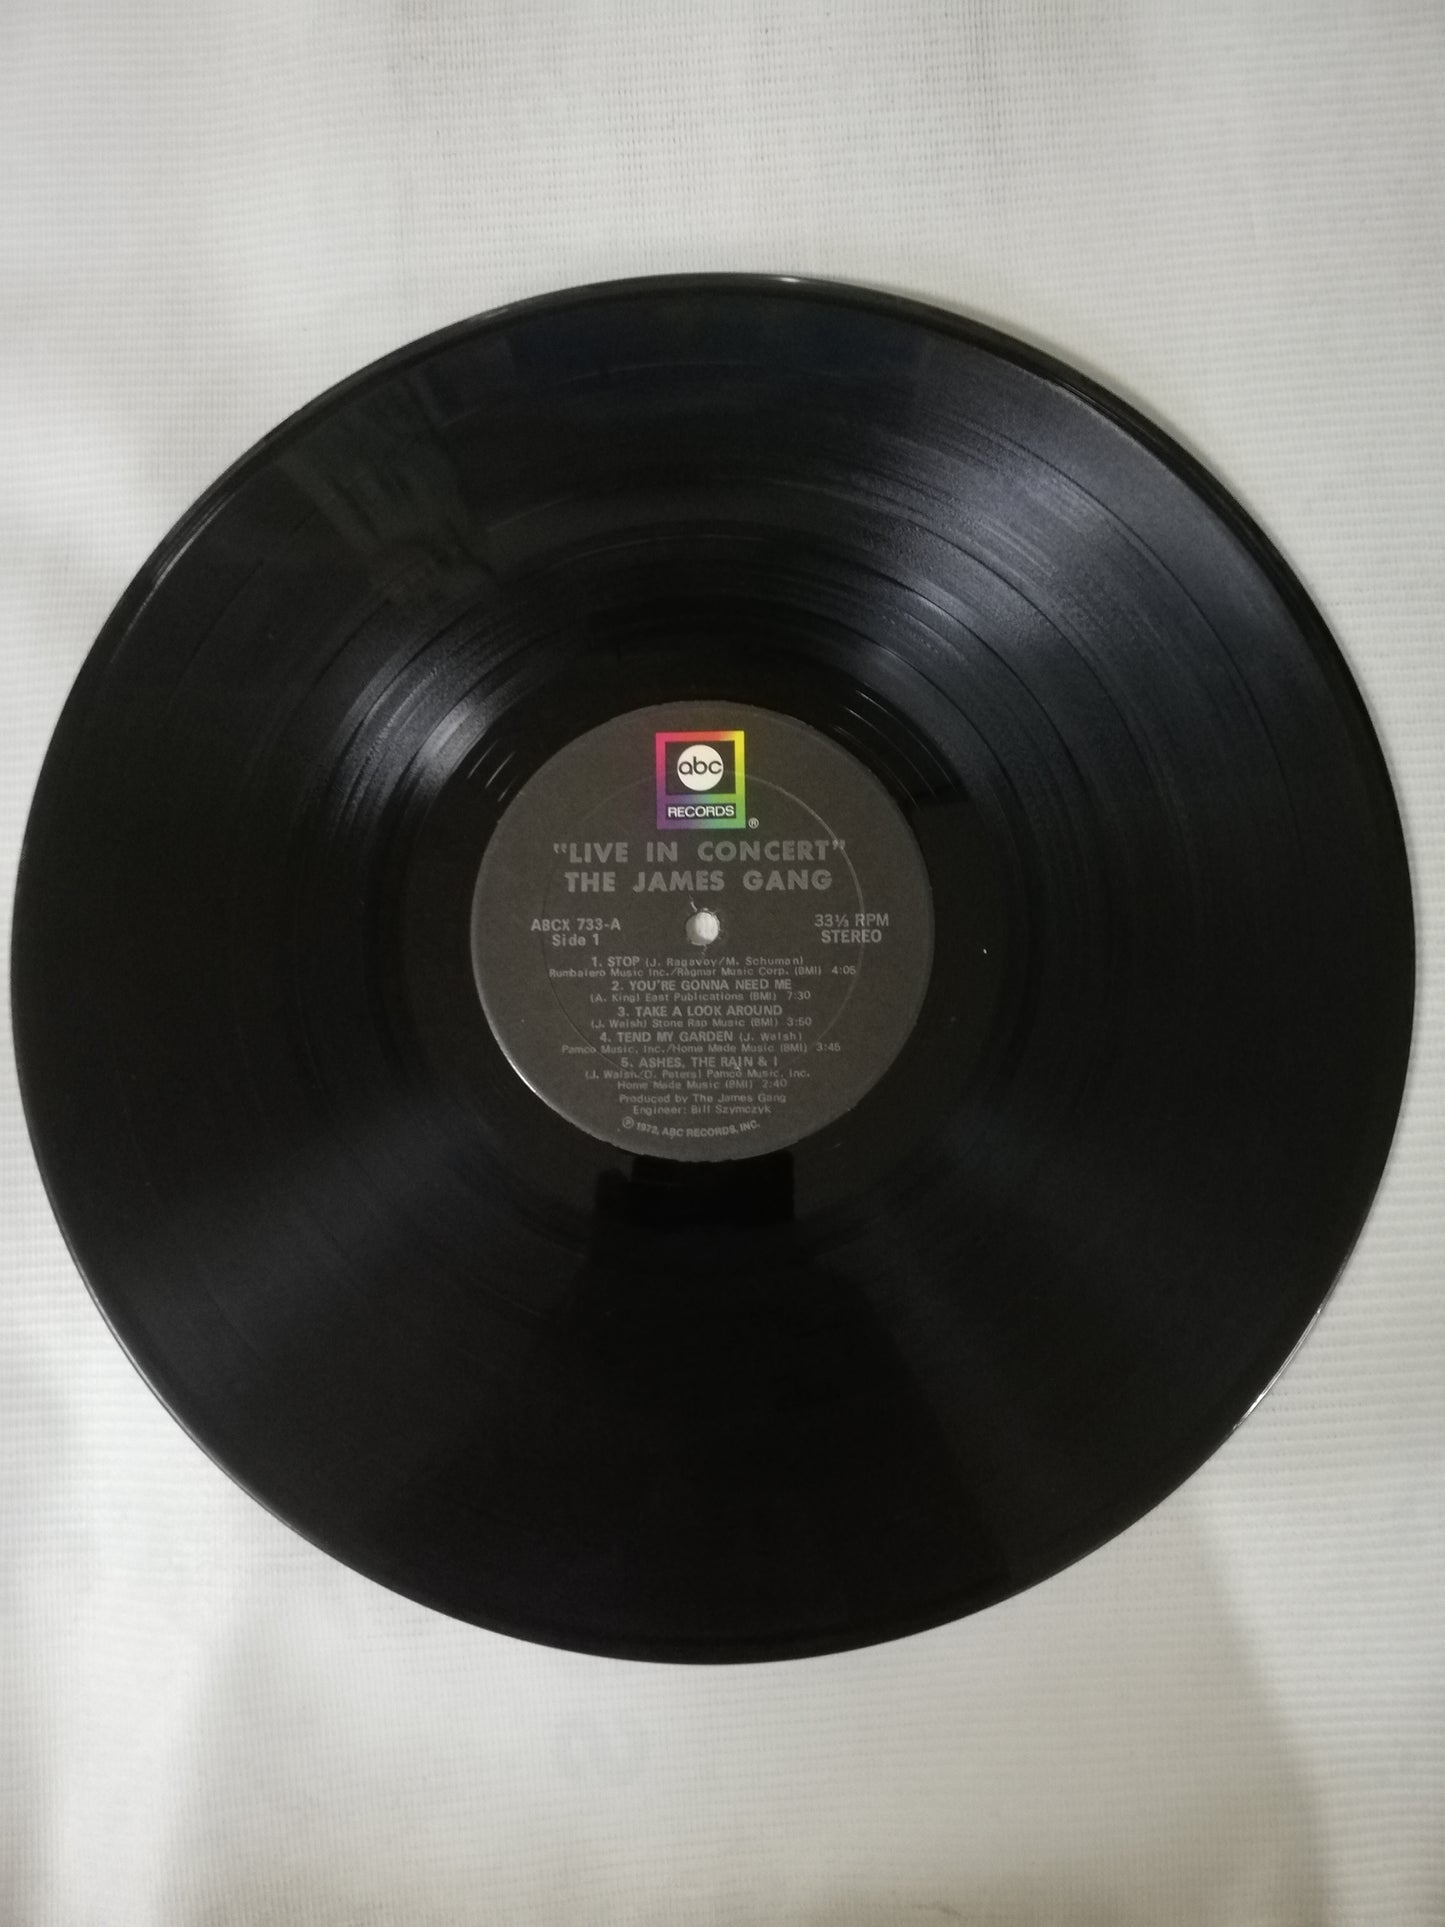 abc
RECORDS ®
"LIVE IN CONCERT"
THE JAMES GANG
ABCX 733-A
Side 1
33⅓ RPM
STEREO
1. STOP (J. Ragavoy/M. Schuman)
Rumbalero Music Inc./Ragmar Music Corp. (BMI) 4:05
2. YOU'RE GONNA NEED ME
(A. King) East Publications (BMI) 7:30
3. TAKE A LOOK AROUND
(J. Walsh) Stone Rap Music (BMI) 3:50
4. TEND MY GARDEN (J. Walsh)
Pamco Music, Inc./Home Made Music (BMI) 3:45
5. ASHES, THE RAIN & I
(J. Walsh/D. Peters) Pamco Music, Inc.
Home Made Music (BMI) 2:40
Produced by The James Gang
Engineer: Bill Szymczyk
Ⓟ 1972, ABC RECORDS, INC.